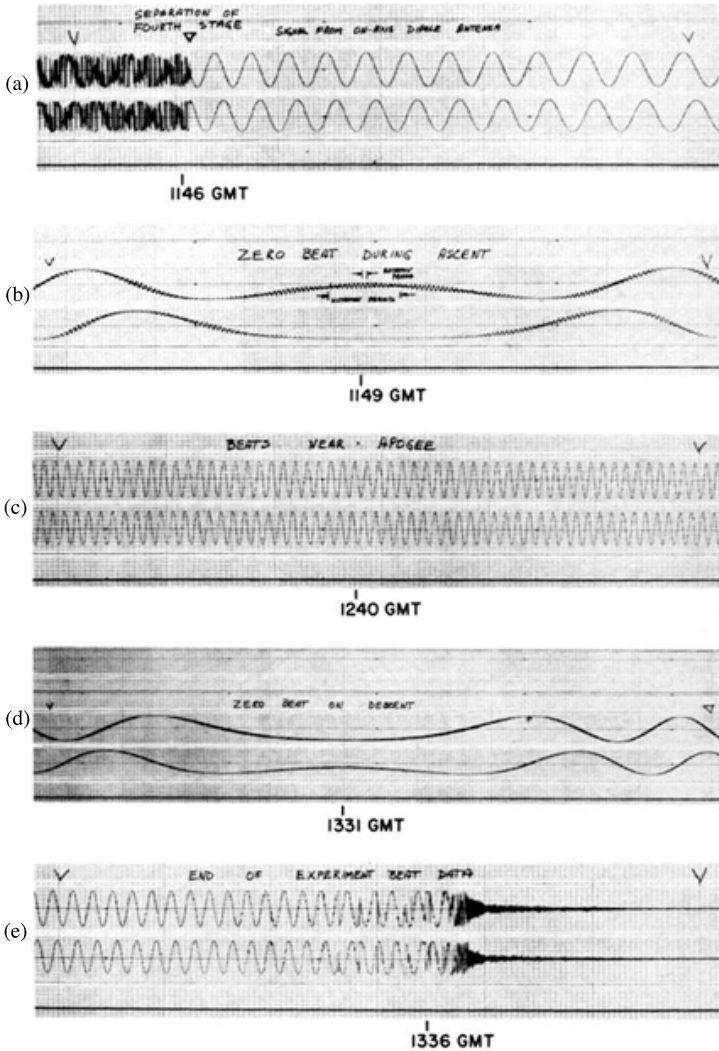 SEPARATION OF
FOURTH STAGE
SIGNAL FROM ON-AXIS DIPOLE ANTENNA
(a)
1146 GMT
ZERO BEAT DURING ASCENT
(b)
1149 GMT
BEATS NEAR APOGEE
(c)
1240 GMT
ZERO BEAT ON DESCENT
(d)
1331 GMT
END OF EXPERIMENT BEAT DATA
(e)
1336 GMT